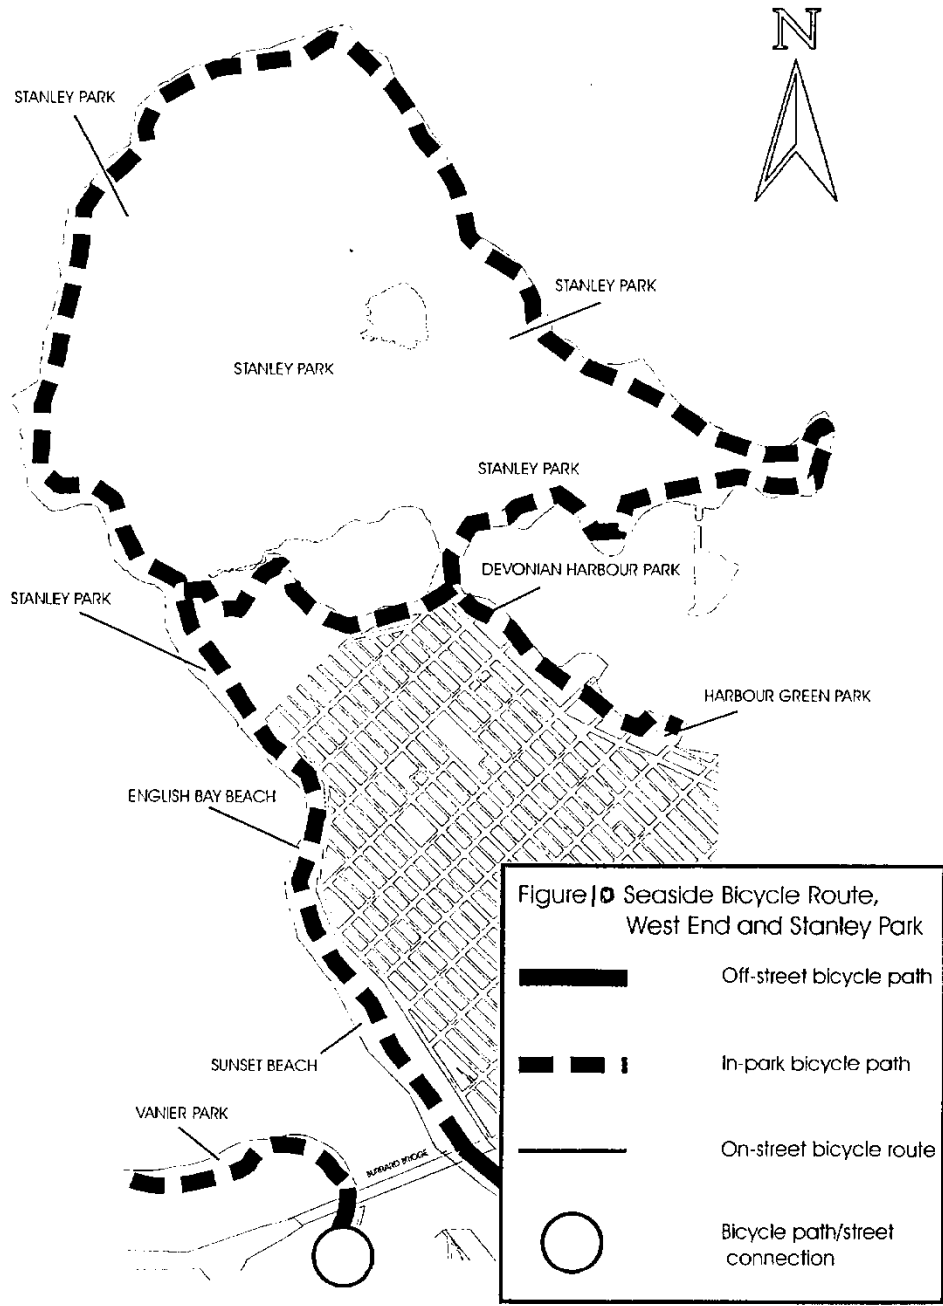 N
STANLEY PARK
STANLEY PARK
STANLEY PARK
STANLEY PARK
DEVONIAN HARBOUR PARK
STANLEY PARK
HARBOUR GREEN PARK
ENGLISH BAY BEACH
Figure 10 Seaside Bicycle Route,
West End and Stanley Park
Off-street bicycle path
SUNSET BEACH
In-park bicycle path
VANIER PARK
On-street bicycle route
BURRARD BRIDGE
Bicycle path/street
connection